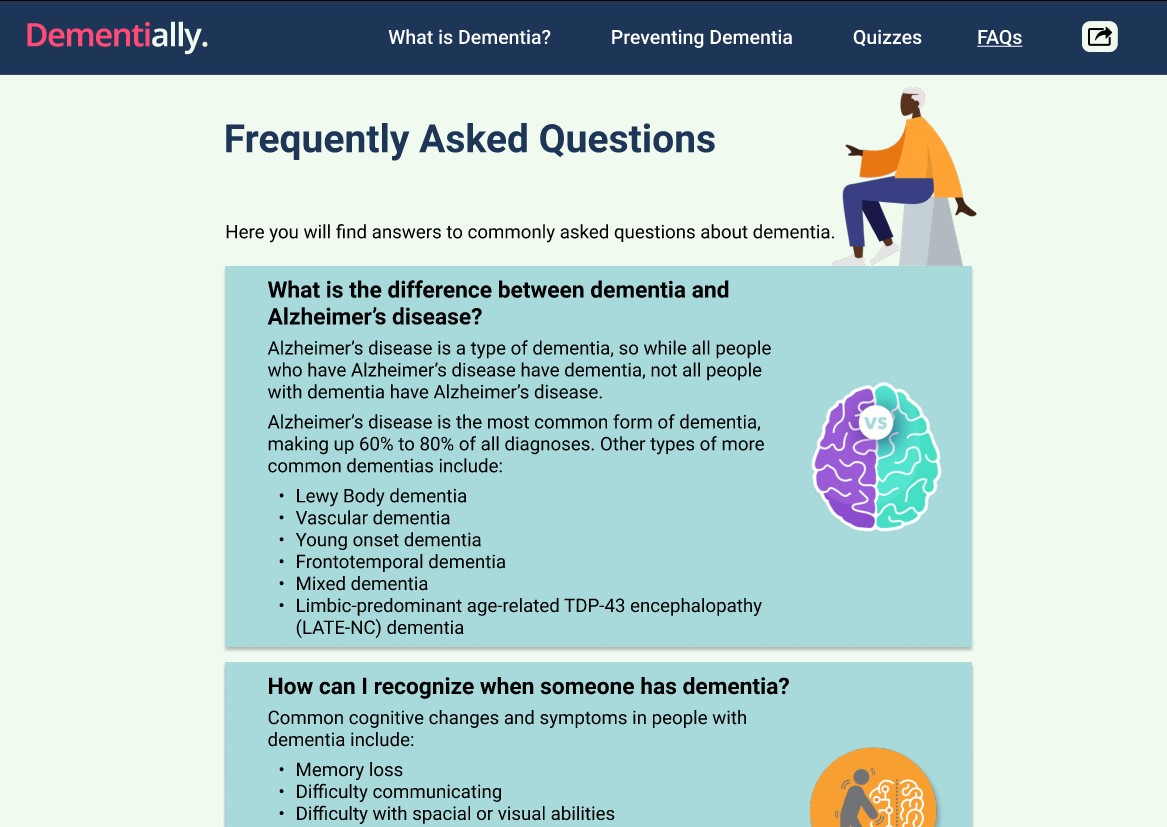 Dementially.
What is Dementia?
Preventing Dementia
Quizzes
FAQs
Frequently Asked Questions
Here you will find answers to commonly asked questions about dementia.
What is the difference between dementia and
Alzheimer’s disease?
Alzheimer’s disease is a type of dementia, so while all people
who have Alzheimer’s disease have dementia, not all people
with dementia have Alzheimer’s disease.
Alzheimer’s disease is the most common form of dementia,
making up 60% to 80% of all diagnoses. Other types of more
common dementias include:
• Lewy Body dementia
• Vascular dementia
• Young onset dementia
• Frontotemporal dementia
• Mixed dementia
• Limbic-predominant age-related TDP-43 encephalopathy
(LATE-NC) dementia
VS
How can I recognize when someone has dementia?
Common cognitive changes and symptoms in people with
dementia include:
• Memory loss
• Difficulty communicating
• Difficulty with spacial or visual abilities